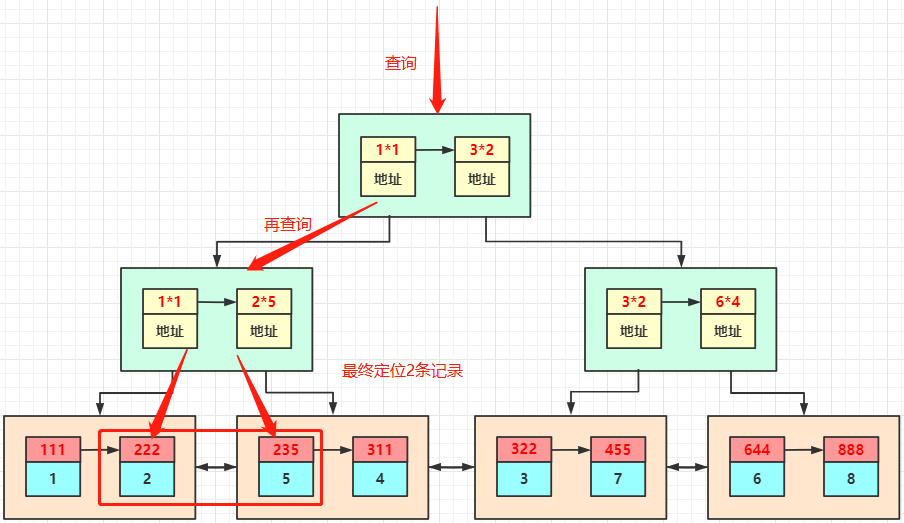 查询
1*1 3*2
地址 地址
再查询
1*1 2*5 3*2 6*4
地址 地址 地址 地址
最终定位2条记录
111 222 235 311 322 455 644 888
1 2 5 4 3 7 6 8